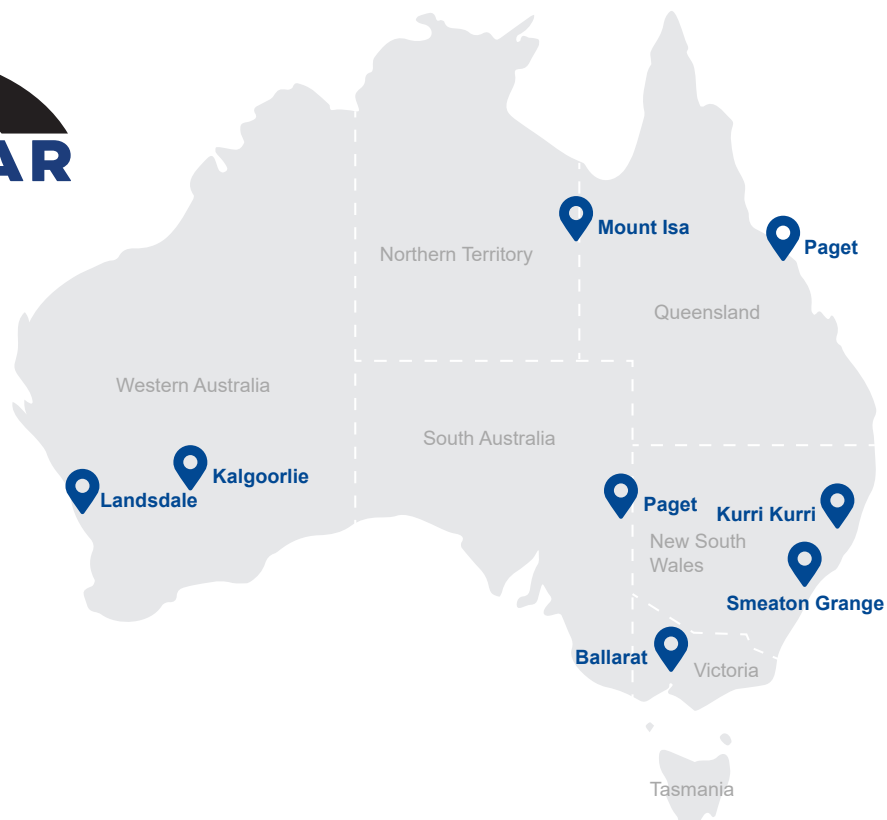 AR
Mount Isa
Paget
Northern Territory
Queensland
Western Australia
South Australia
Kalgoorlie
Landsdale
Paget
Kurri Kurri
New South
Wales
Smeaton Grange
Ballarat
Victoria
Tasmania